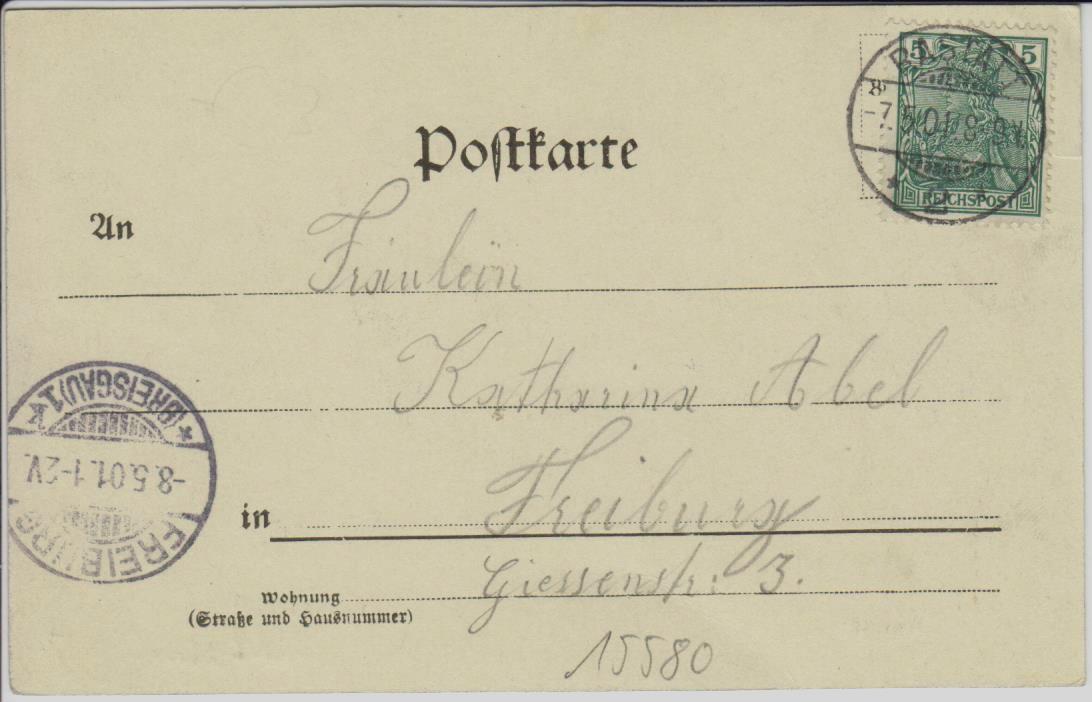 Postkarte
5 5
RASTATT
-7.5.01. 8-9N.
* 2 *
REICHSPOST
An
Fräulein
Katharina Abel
in Freiburg
Giessenstr: 3.
Wohnung
(Straße und Hausnummer)
FREIBURG
-8.5.01. 1-2V.
* (BREISGAU) 1 K
15580